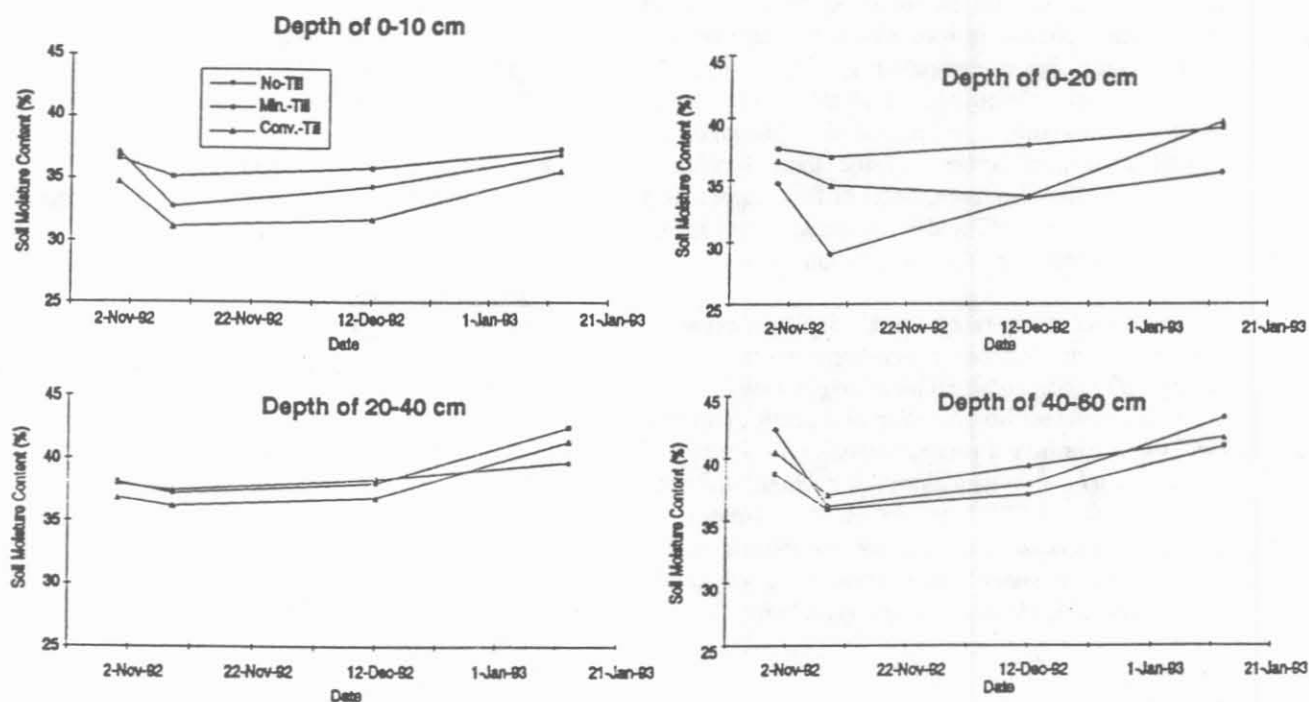 Depth of 0-10 cm
45
40
35
30
25
Soil Moisture Content (%)
No-Till
Min.-Till
Conv.-Till
2-Nov-92 22-Nov-92 12-Dec-92 1-Jan-93 21-Jan-93
Date
Depth of 0-20 cm
45
40
35
30
25
Soil Moisture Content (%)
2-Nov-92 22-Nov-92 12-Dec-92 1-Jan-93 21-Jan-93
Date
Depth of 20-40 cm
45
40
35
30
25
Soil Moisture Content (%)
2-Nov-92 22-Nov-92 12-Dec-92 1-Jan-93 21-Jan-93
Date
Depth of 40-60 cm
45
40
35
30
25
Soil Moisture Content (%)
2-Nov-92 22-Nov-92 12-Dec-92 1-Jan-93 21-Jan-93
Date